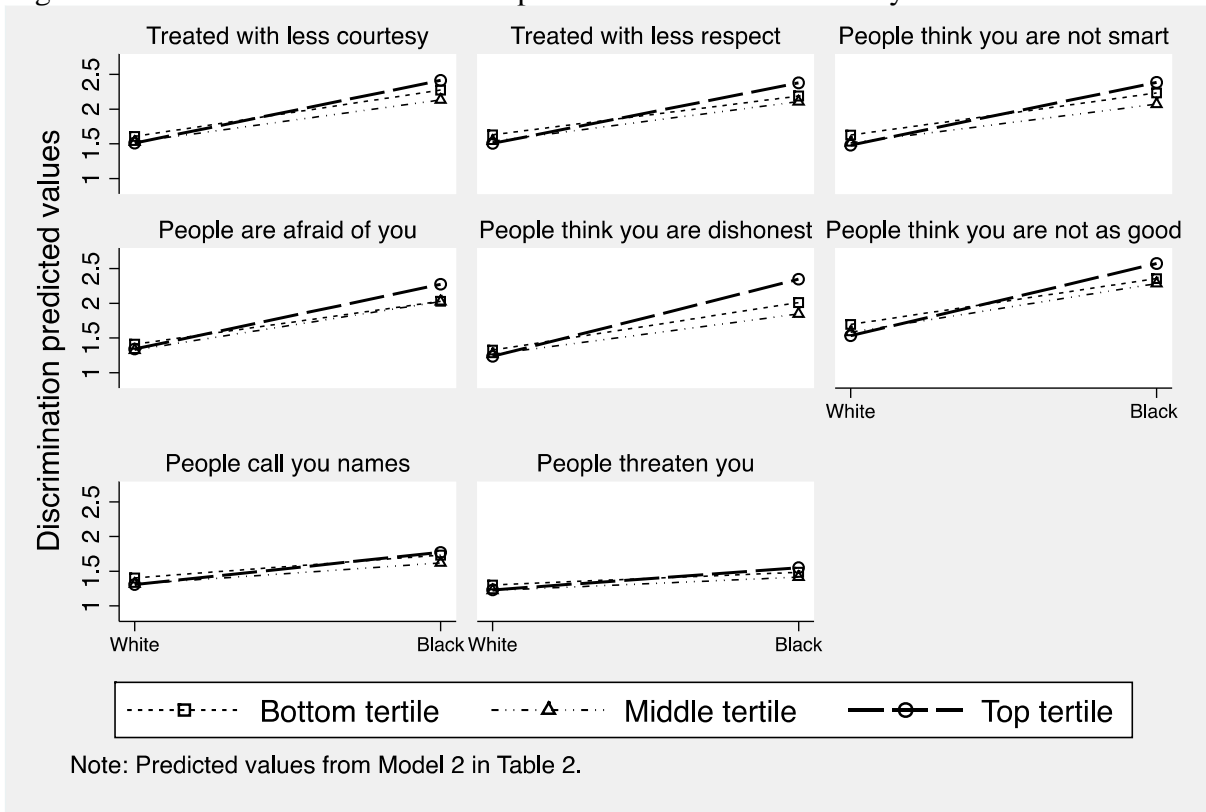 Treated with less courtesy Treated with less respect People think you are not smart
2.5
2
1.5
1
People are afraid of you People think you are dishonest People think you are not as good
2.5
2
1.5
1
White Black
People call you names People threaten you
2.5
2
1.5
1
White Black White Black
Discrimination predicted values
Bottom tertile Middle tertile Top tertile
Note: Predicted values from Model 2 in Table 2.